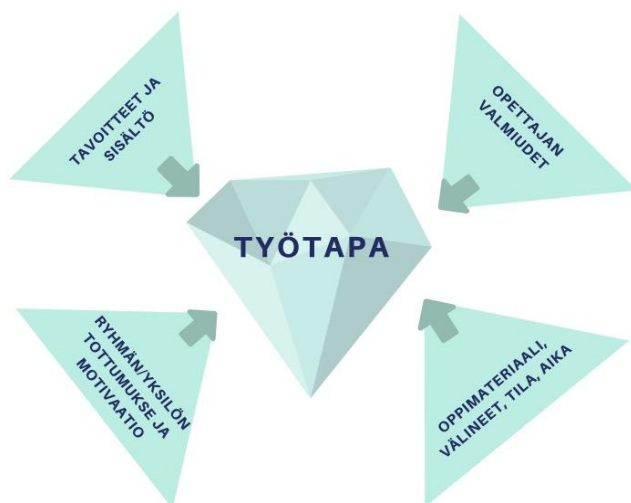 TAVOITTEET JA
SISÄLTÖ
OPETTAJAN
VALMIUDET
TYÖTAPA
RYHMÄN/YKSILÖN
TOTTUMUKSE JA
MOTIVAATIO
OPPIMATERIAALI,
VÄLINEET, TILA, AIKA